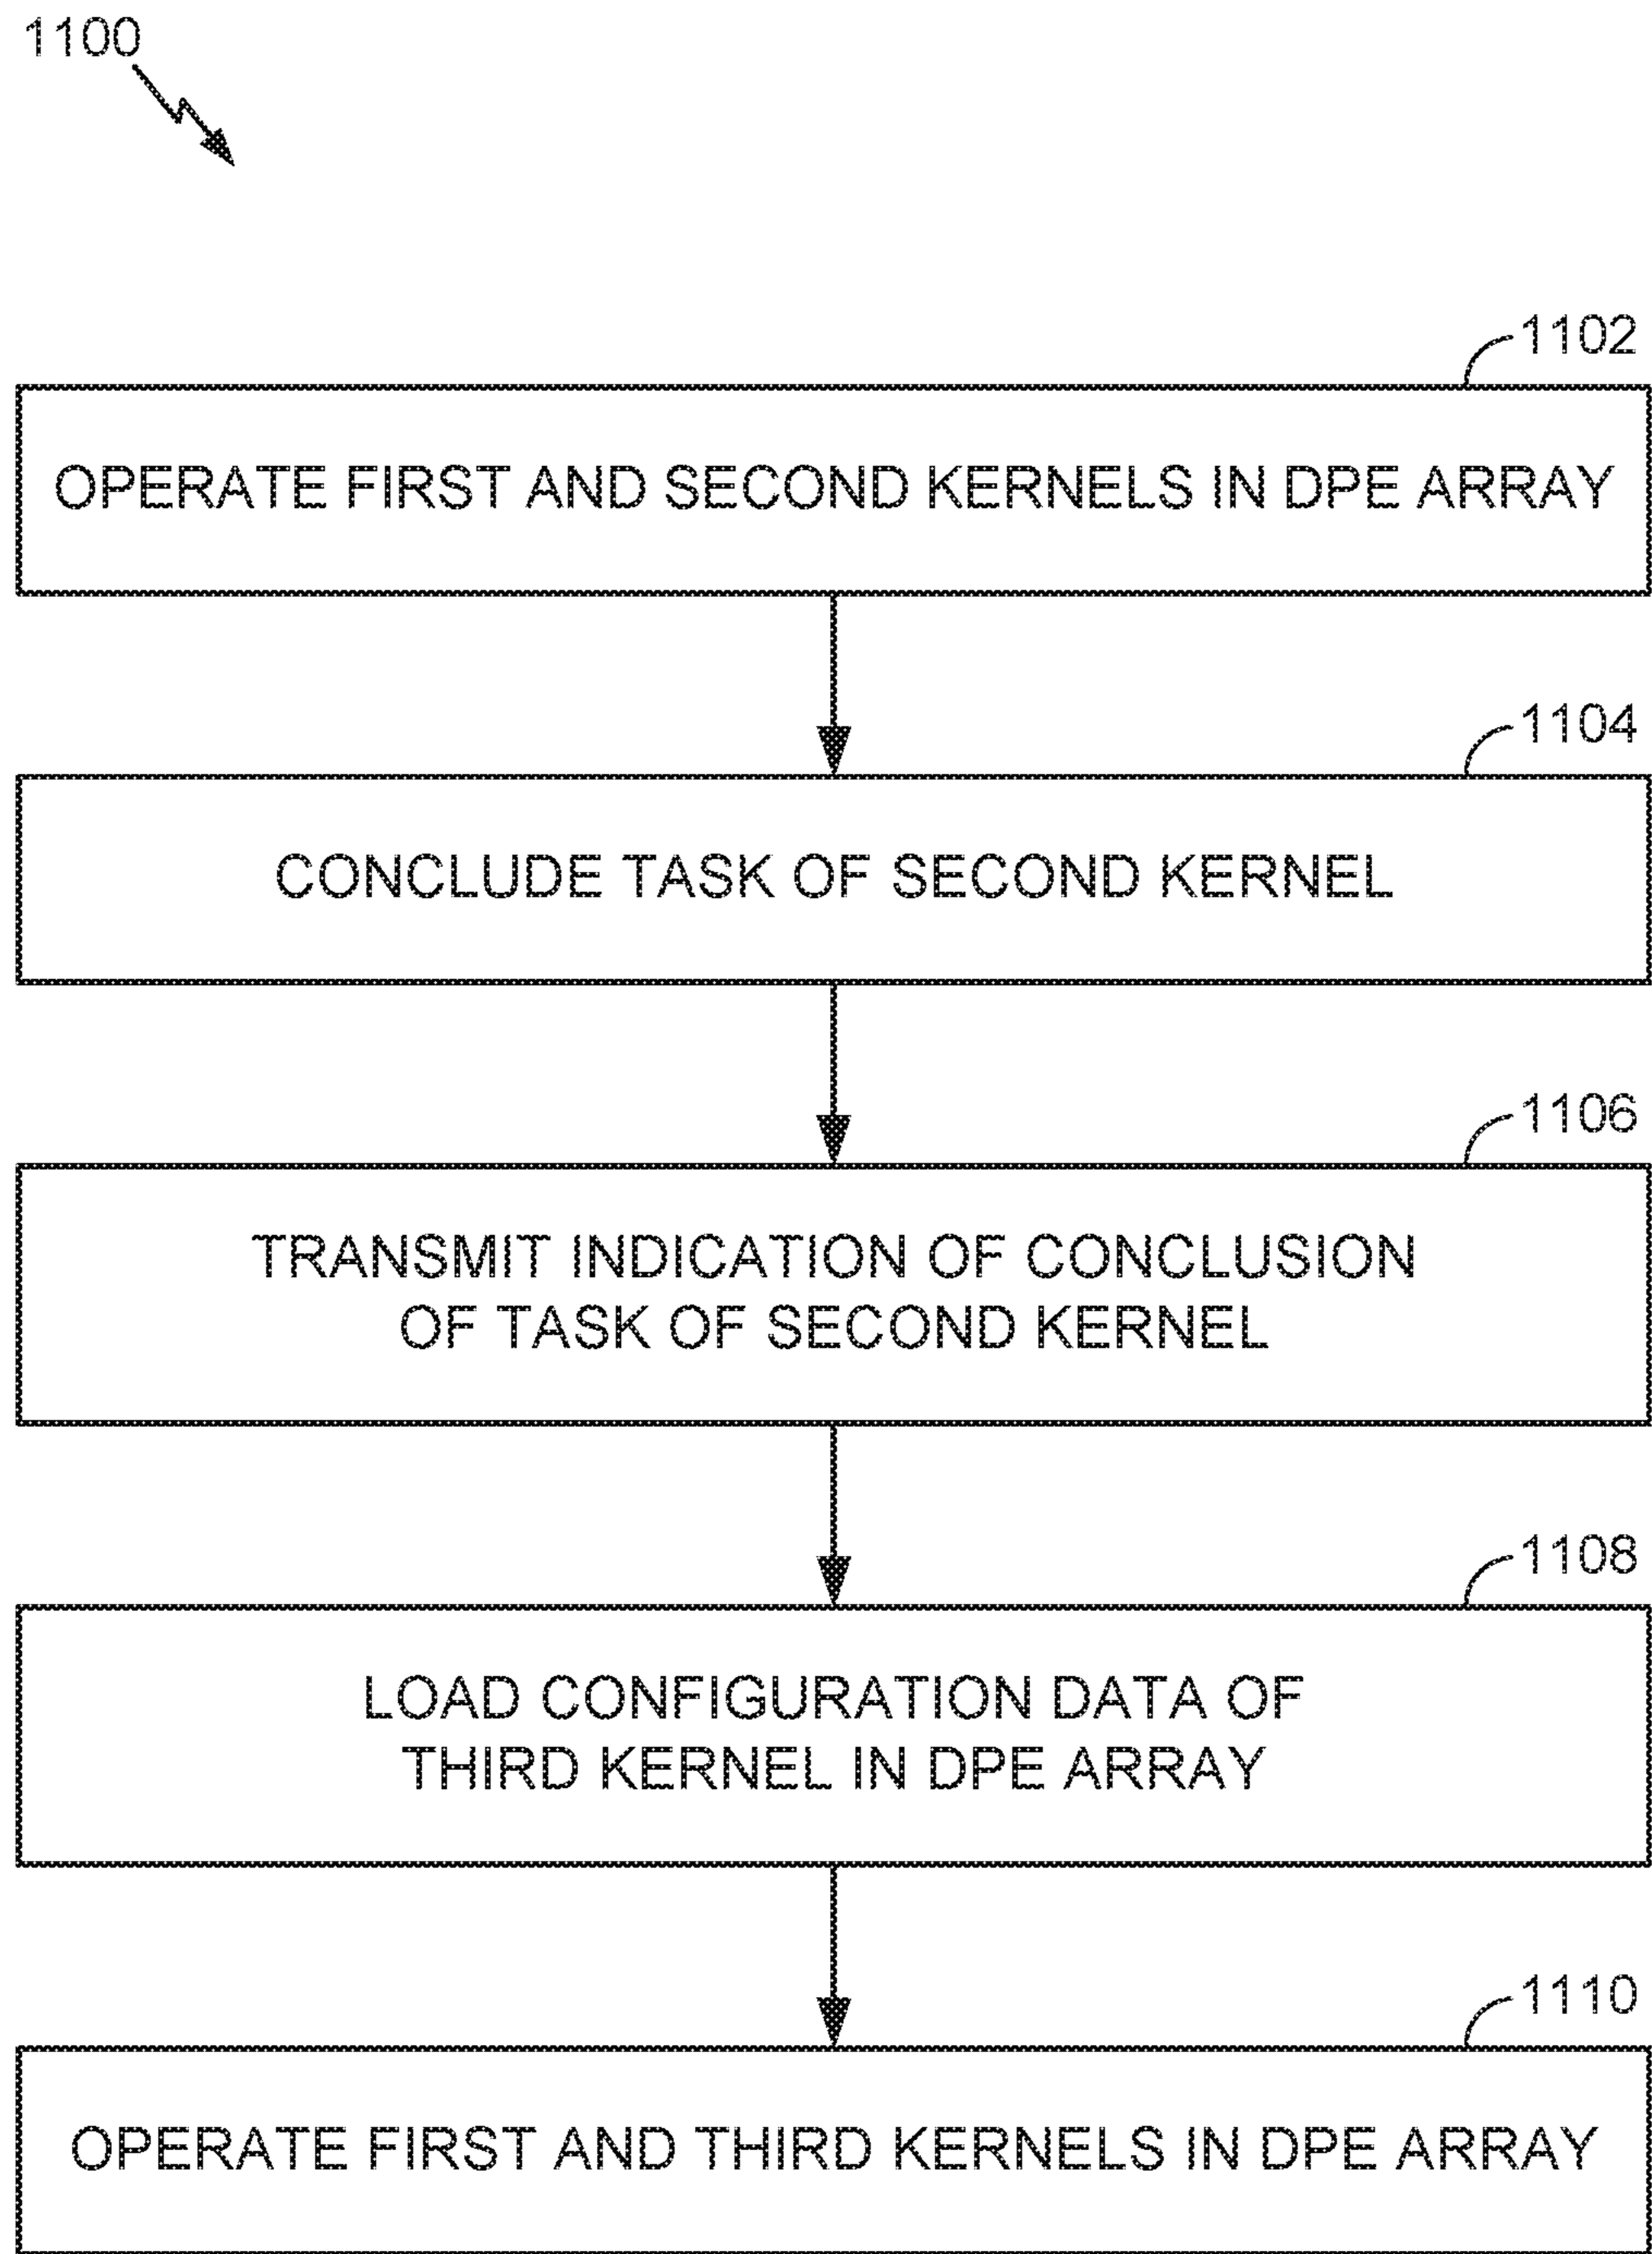 1100
1102
OPERATE FIRST AND SECOND KERNELS IN DPE ARRAY
1104
CONCLUDE TASK OF SECOND KERNEL
1106
TRANSMIT INDICATION OF CONCLUSION
OF TASK OF SECOND KERNEL
1108
LOAD CONFIGURATION DATA OF
THIRD KERNEL IN DPE ARRAY
1110
OPERATE FIRST AND THIRD KERNELS IN DPE ARRAY